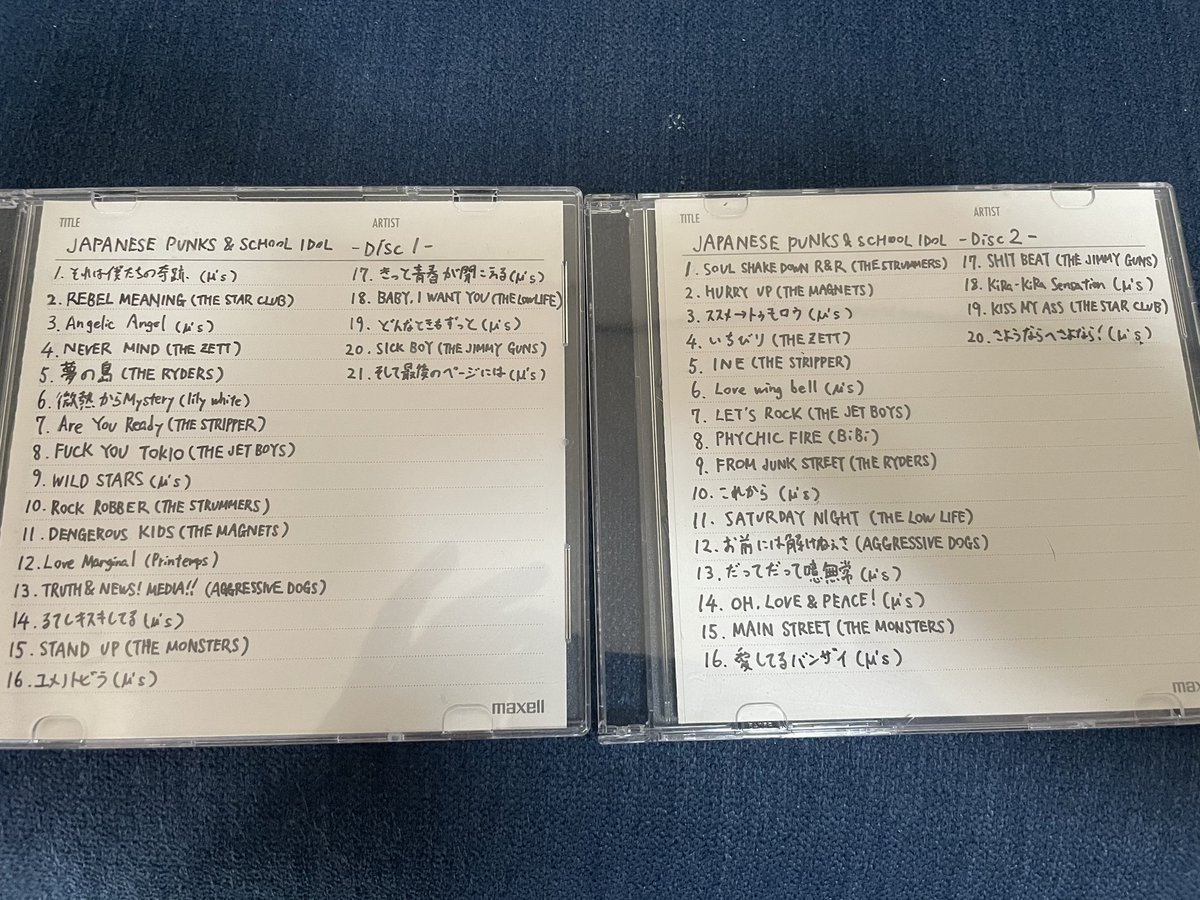 TITLE ARTIST
JAPANESE PUNKS & SCHOOL IDOL -Disc 1-
1. それは僕たちの奇跡 (μ's)
2. REBEL MEANING (THE STAR CLUB)
3. Angelic Angel (μ's)
4. NEVER MIND (THE ZETT)
5. 夢の島 (THE RYDERS)
6. 微熱からMystery (lily white)
7. Are You Ready (THE STRIPPER)
8. FUCK YOU TOKIO (THE JET BOYS)
9. WILD STARS (μ's)
10. ROCK ROBBER (THE STRUMMERS)
11. DENGEROUS KIDS (THE MAGNETS)
12. Love Marginal (Printemps)
13. TRUTH & NEWS! MEDIA!! (AGGRESSIVE DOGS)
14. るてしキスキしてる (μ's)
15. STAND UP (THE MONSTERS)
16. ユメノトビラ (μ's)
17. きって青春が聞こえる (μ's)
18. BABY, I WANT YOU (THE LOW LIFE)
19. どんなときもずっと (μ's)
20. SICK BOY (THE JIMMY GUNS)
21. そして最後のページには (μ's)
maxell
TITLE ARTIST
JAPANESE PUNKS & SCHOOL IDOL -Disc 2-
1. SOUL SHAKE DOWN R&R (THE STRUMMERS)
2. HURRY UP (THE MAGNETS)
3. ススメ→トゥモロウ (μ's)
4. いちびり (THE ZETT)
5. INE (THE STRIPPER)
6. Love wing bell (μ's)
7. LET'S ROCK (THE JET BOYS)
8. PHYCHIC FIRE (BiBi)
9. FROM JUNK STREET (THE RYDERS)
10. これから (μ's)
11. SATURDAY NIGHT (THE LOW LIFE)
12. お前には解けねぇさ (AGGRESSIVE DOGS)
13. だってだって噫無常 (μ's)
14. OH, LOVE & PEACE! (μ's)
15. MAIN STREET (THE MONSTERS)
16. 愛してるバンザイ (μ's)
17. SHIT BEAT (THE JIMMY GUNS)
18. KiRa-KiRa Sensation (μ's)
19. KISS MY ASS (THE STAR CLUB)
20. さようならへさよなら! (μ's)
max